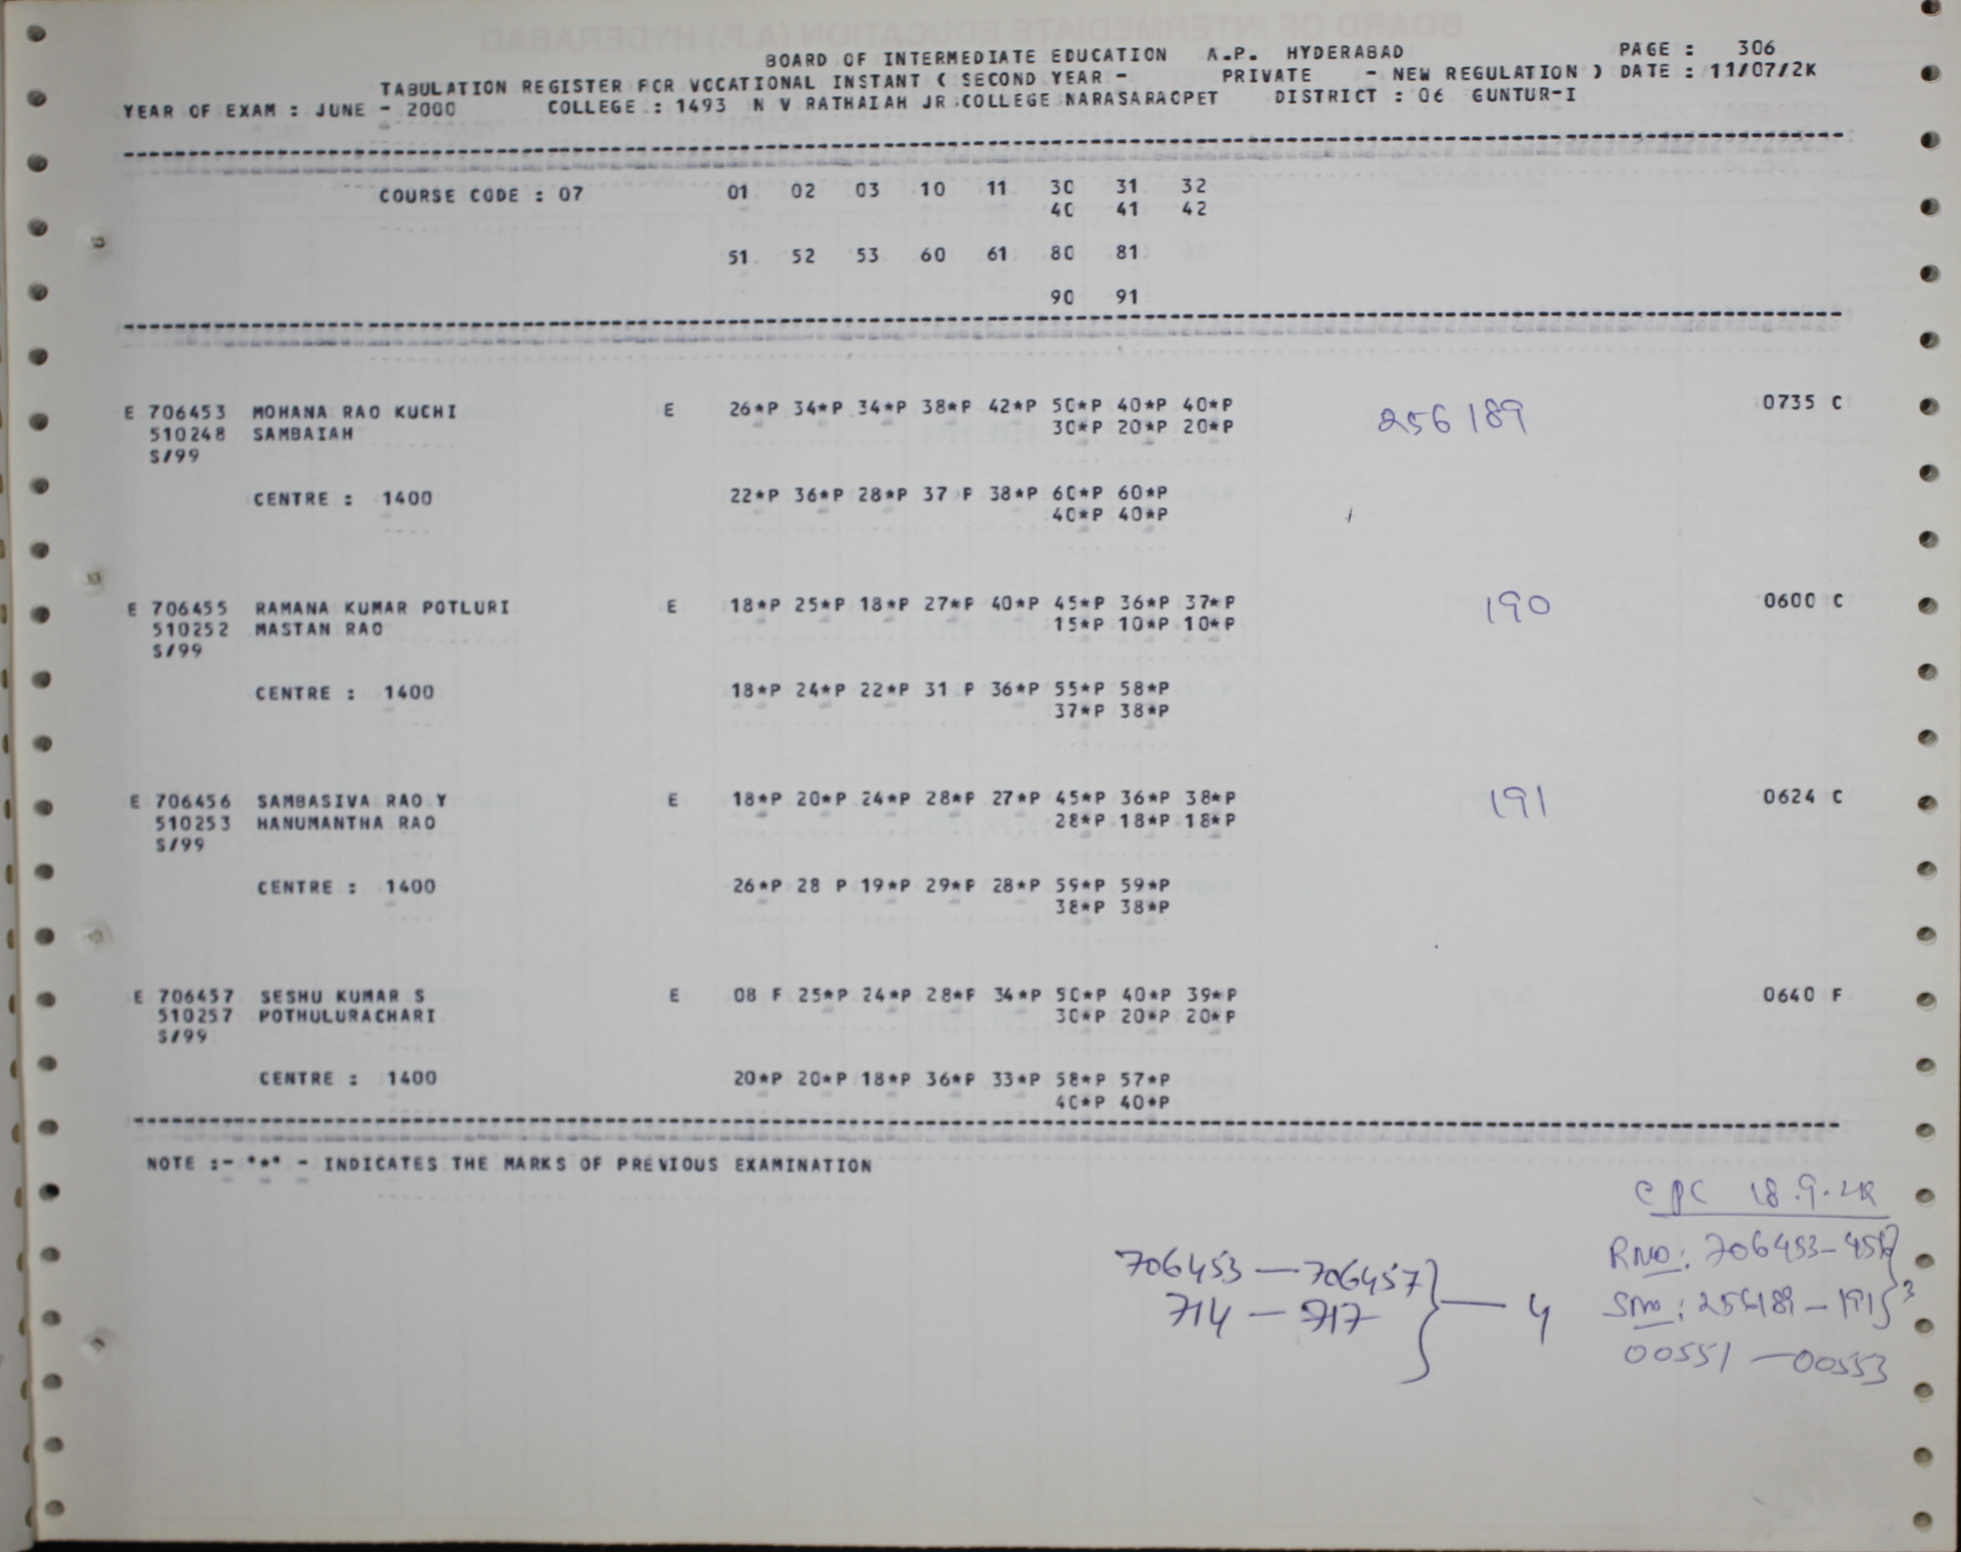 BOARD OF INTERMEDIATE EDUCATION A.P. HYDERABAD PAGE : 306
TABULATION REGISTER FOR VOCATIONAL INSTANT ( SECOND YEAR - PRIVATE - NEW REGULATION ) DATE : 11/07/2K
YEAR OF EXAM : JUNE - 2000 COLLEGE : 1493 N V RATHAIAH JR COLLEGE NARASARAOPET DISTRICT : 06 GUNTUR-I
COURSE CODE : 07 01 02 03 10 11 30 31 32
40 41 42
51 52 53 60 61 80 81
90 91
E 706453 MOHANA RAO KUCHI E 26*P 34*P 34*P 38*P 42*P 50*P 40*P 40*P 256189 0735 C
510248 SAMBAIAH 30*P 20*P 20*P
S/99
CENTRE : 1400 22*P 36*P 28*P 37 P 38*P 60*P 60*P
40*P 40*P
E 706455 RAMANA KUMAR POTLURI E 18*P 25*P 18*P 27*P 40*P 45*P 36*P 37*P 190 0600 C
510252 MASTAN RAO 15*P 10*P 10*P
S/99
CENTRE : 1400 18*P 24*P 22*P 31 P 36*P 55*P 58*P
37*P 38*P
E 706456 SAMBASIVA RAO Y E 18*P 20*P 24*P 28*P 27*P 45*P 36*P 38*P 191 0624 C
510253 HANUMANTHA RAO 28*P 18*P 18*P
S/99
CENTRE : 1400 26*P 28 P 19*P 29*P 28*P 59*P 59*P
38*P 38*P
E 706457 SESHU KUMAR S E 08 F 25*P 24*P 28*P 34*P 50*P 40*P 39*P 0640 F
510257 POTHULURACHARI 30*P 20*P 20*P
S/99
CENTRE : 1400 20*P 20*P 18*P 36*P 33*P 58*P 57*P
40*P 40*P
NOTE :- "*" - INDICATES THE MARKS OF PREVIOUS EXAMINATION
CPC 18.9.2K
706453 — 706457
714 — 717 } — 4
RNO: 706453-456
SNo: 256189 – 191 } 3
00551 — 00553